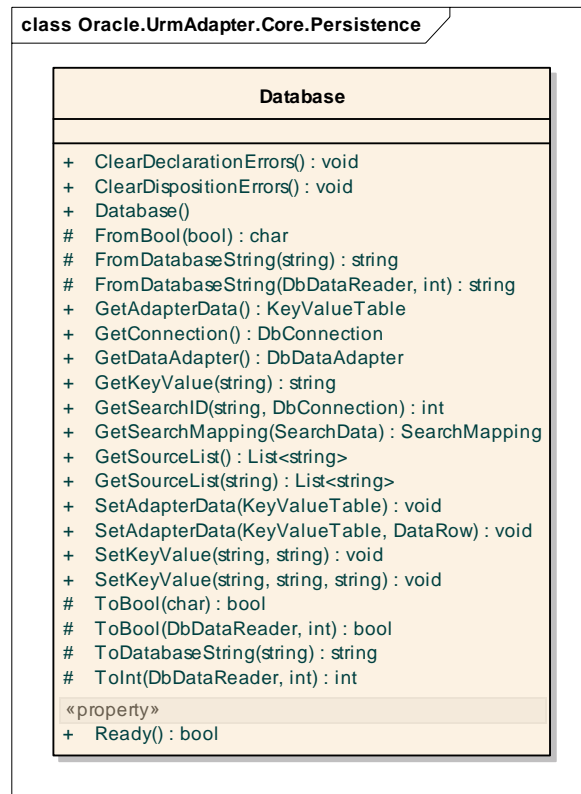 class Oracle.UrmAdapter.Core.Persistence
Database
+ ClearDeclarationErrors() : void
+ ClearDispositionErrors() : void
+ Database()
# FromBool(bool) : char
# FromDatabaseString(string) : string
# FromDatabaseString(DbDataReader, int) : string
+ GetAdapterData() : KeyValueTable
+ GetConnection() : DbConnection
+ GetDataAdapter() : DbDataAdapter
+ GetKeyValue(string) : string
+ GetSearchID(string, DbConnection) : int
+ GetSearchMapping(SearchData) : SearchMapping
+ GetSourceList() : List<string>
+ GetSourceList(string) : List<string>
+ SetAdapterData(KeyValueTable) : void
+ SetAdapterData(KeyValueTable, DataRow) : void
+ SetKeyValue(string, string) : void
+ SetKeyValue(string, string, string) : void
# ToBool(char) : bool
# ToBool(DbDataReader, int) : bool
# ToDatabaseString(string) : string
# ToInt(DbDataReader, int) : int
«property»
+ Ready() : bool